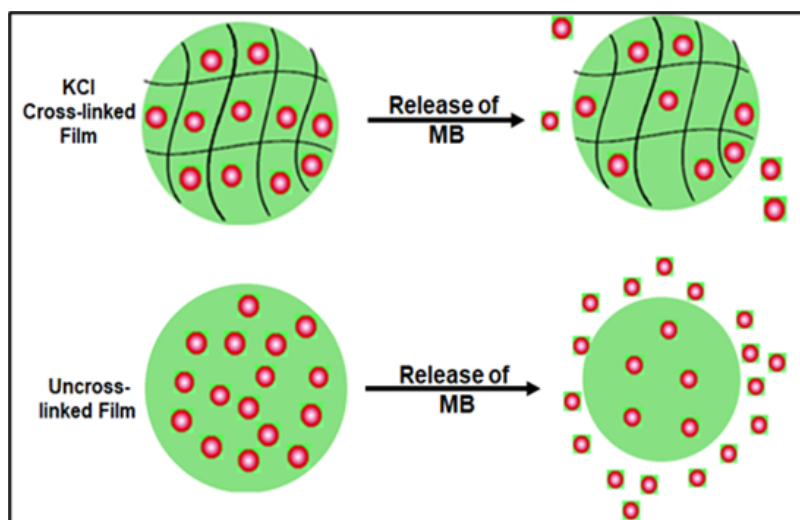 KCl
Cross-linked
Film
Release of
MB
Uncross-
linked Film
Release of
MB